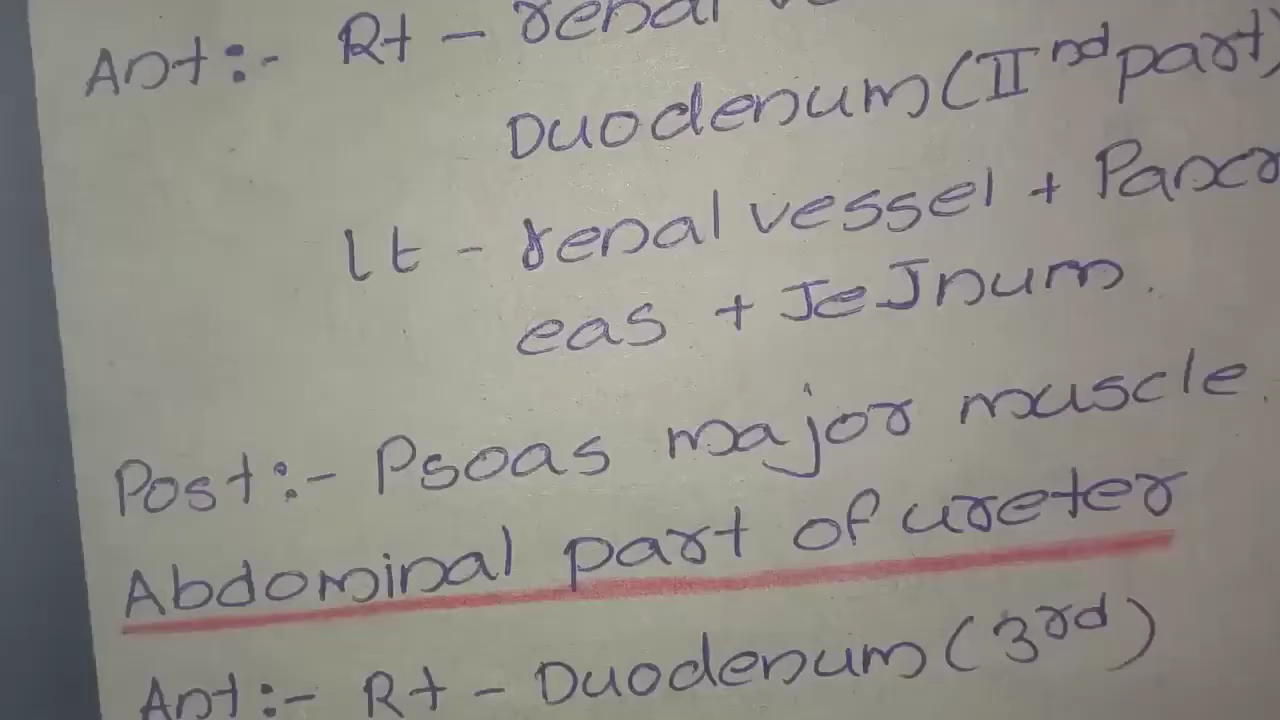 Ant:- Rt - renal
Duodenum (IInd part)
lt - renal vessel + Pancr
eas + JeJnum.
Post:- Psoas major muscle.
Abdominal part of ureter
Ant:- Rt - Duodenum (3rd)